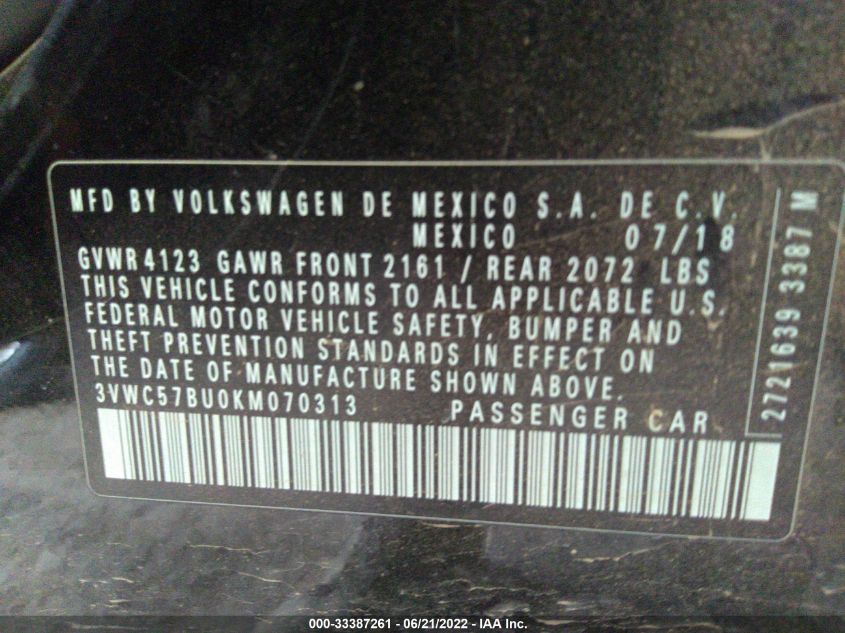 MFD BY VOLKSWAGEN DE MEXICO S.A. DE C.V.
MEXICO 07/18
GVWR 4123 GAWR FRONT 2161 / REAR 2072 LBS
THIS VEHICLE CONFORMS TO ALL APPLICABLE U.S.
FEDERAL MOTOR VEHICLE SAFETY, BUMPER AND
THEFT PREVENTION STANDARDS IN EFFECT ON
THE DATE OF MANUFACTURE SHOWN ABOVE.
3VWC57BU0KM070313 PASSENGER CAR
2721639 3387 M
000-33387261 - 06/21/2022 - IAA Inc.